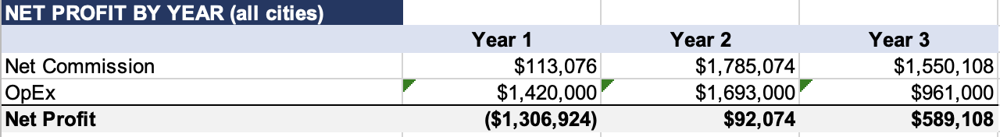 NET PROFIT BY YEAR (all cities)
Year 1 Year 2 Year 3
Net Commission $113,076 $1,785,074 $1,550,108
OpEx $1,420,000 $1,693,000 $961,000
Net Profit ($1,306,924) $92,074 $589,108